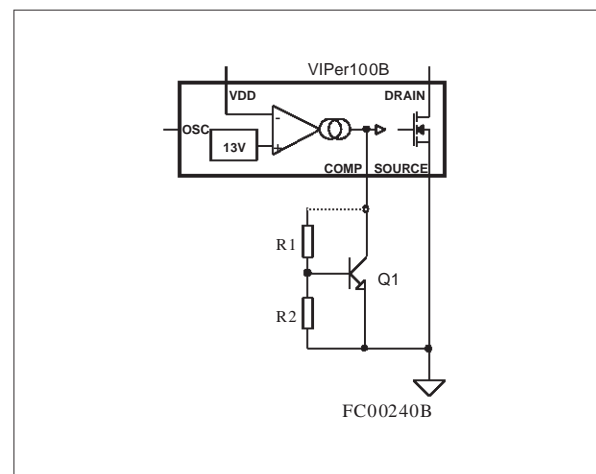 VIPer100B
VDD
DRAIN
OSC
-
13V
+
COMP SOURCE
R1
Q1
R2
FC00240B